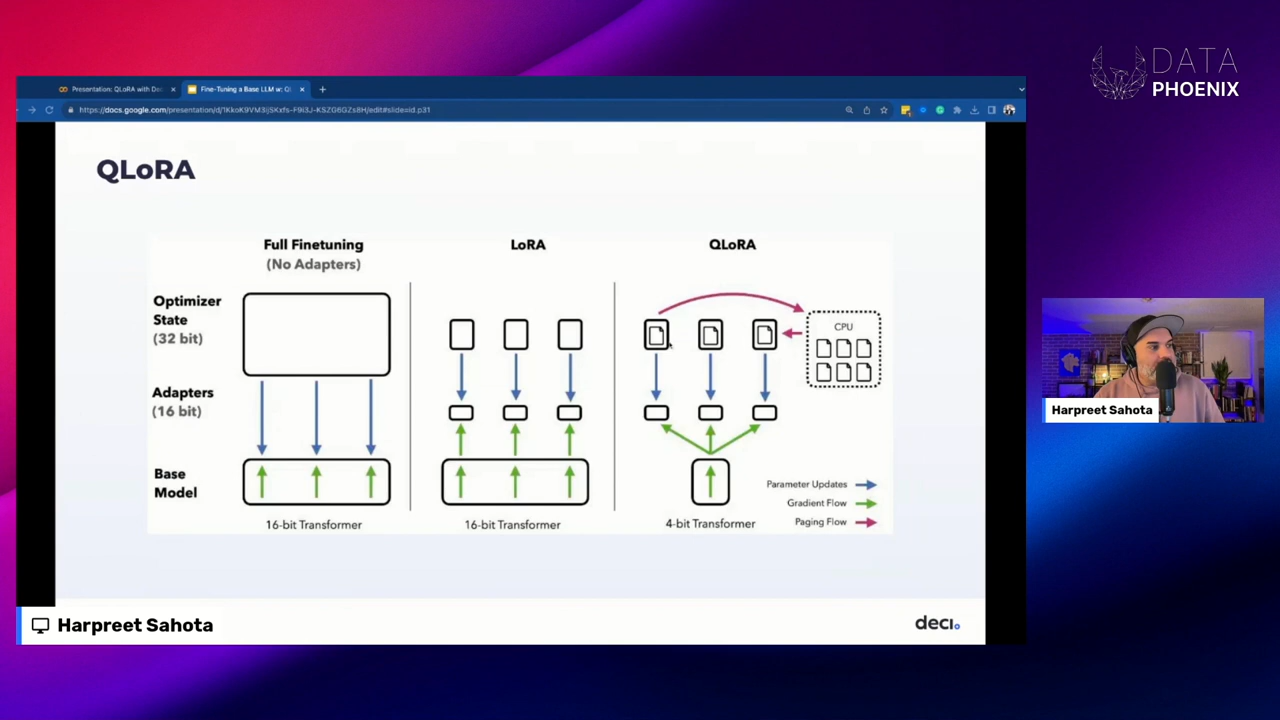 DATA
PHOENIX
Presentation: QLoRA with De
Fine-Tuning a Base LLM w: Q
QLoRA
Full Finetuning
(No Adapters)
LoRA
QLoRA
Optimizer
State
(32 bit)
CPU
Adapters
(16 bit)
Base
Model
Parameter Updates
Gradient Flow
Paging Flow
16-bit Transformer
16-bit Transformer
4-bit Transformer
Harpreet Sahota
Harpreet Sahota
deci.